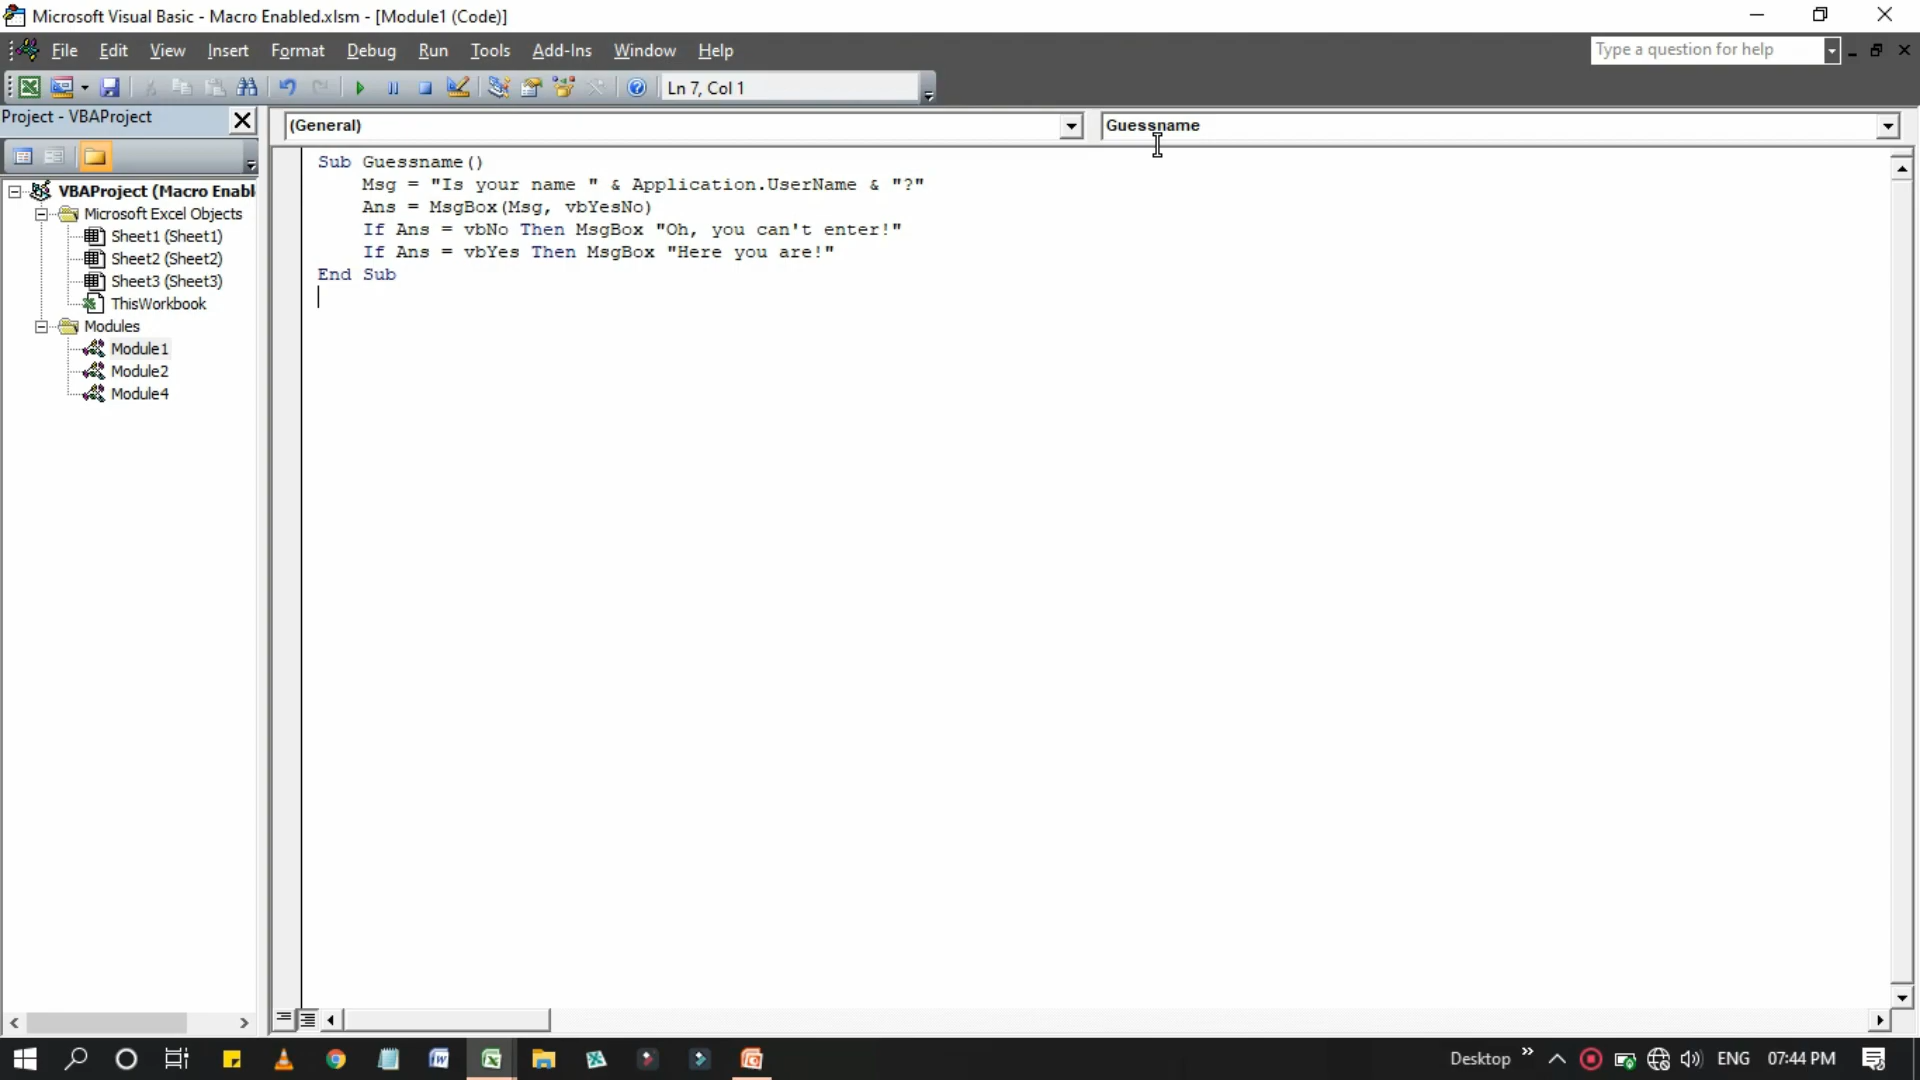 Microsoft Visual Basic - Macro Enabled.xlsm - [Module1 (Code)]
File Edit View Insert Format Debug Run Tools Add-Ins Window Help
Type a question for help
Ln 7, Col 1
Project - VBAProject
(General)
Guessname
VBAProject (Macro Enabl
Microsoft Excel Objects
Sheet1 (Sheet1)
Sheet2 (Sheet2)
Sheet3 (Sheet3)
ThisWorkbook
Modules
Module1
Module2
Module4
Sub Guessname()
Msg = "Is your name " & Application.UserName & "?"
Ans = MsgBox(Msg, vbYesNo)
If Ans = vbNo Then MsgBox "Oh, you can't enter!"
If Ans = vbYes Then MsgBox "Here you are!"
End Sub
Desktop
ENG
07:44 PM